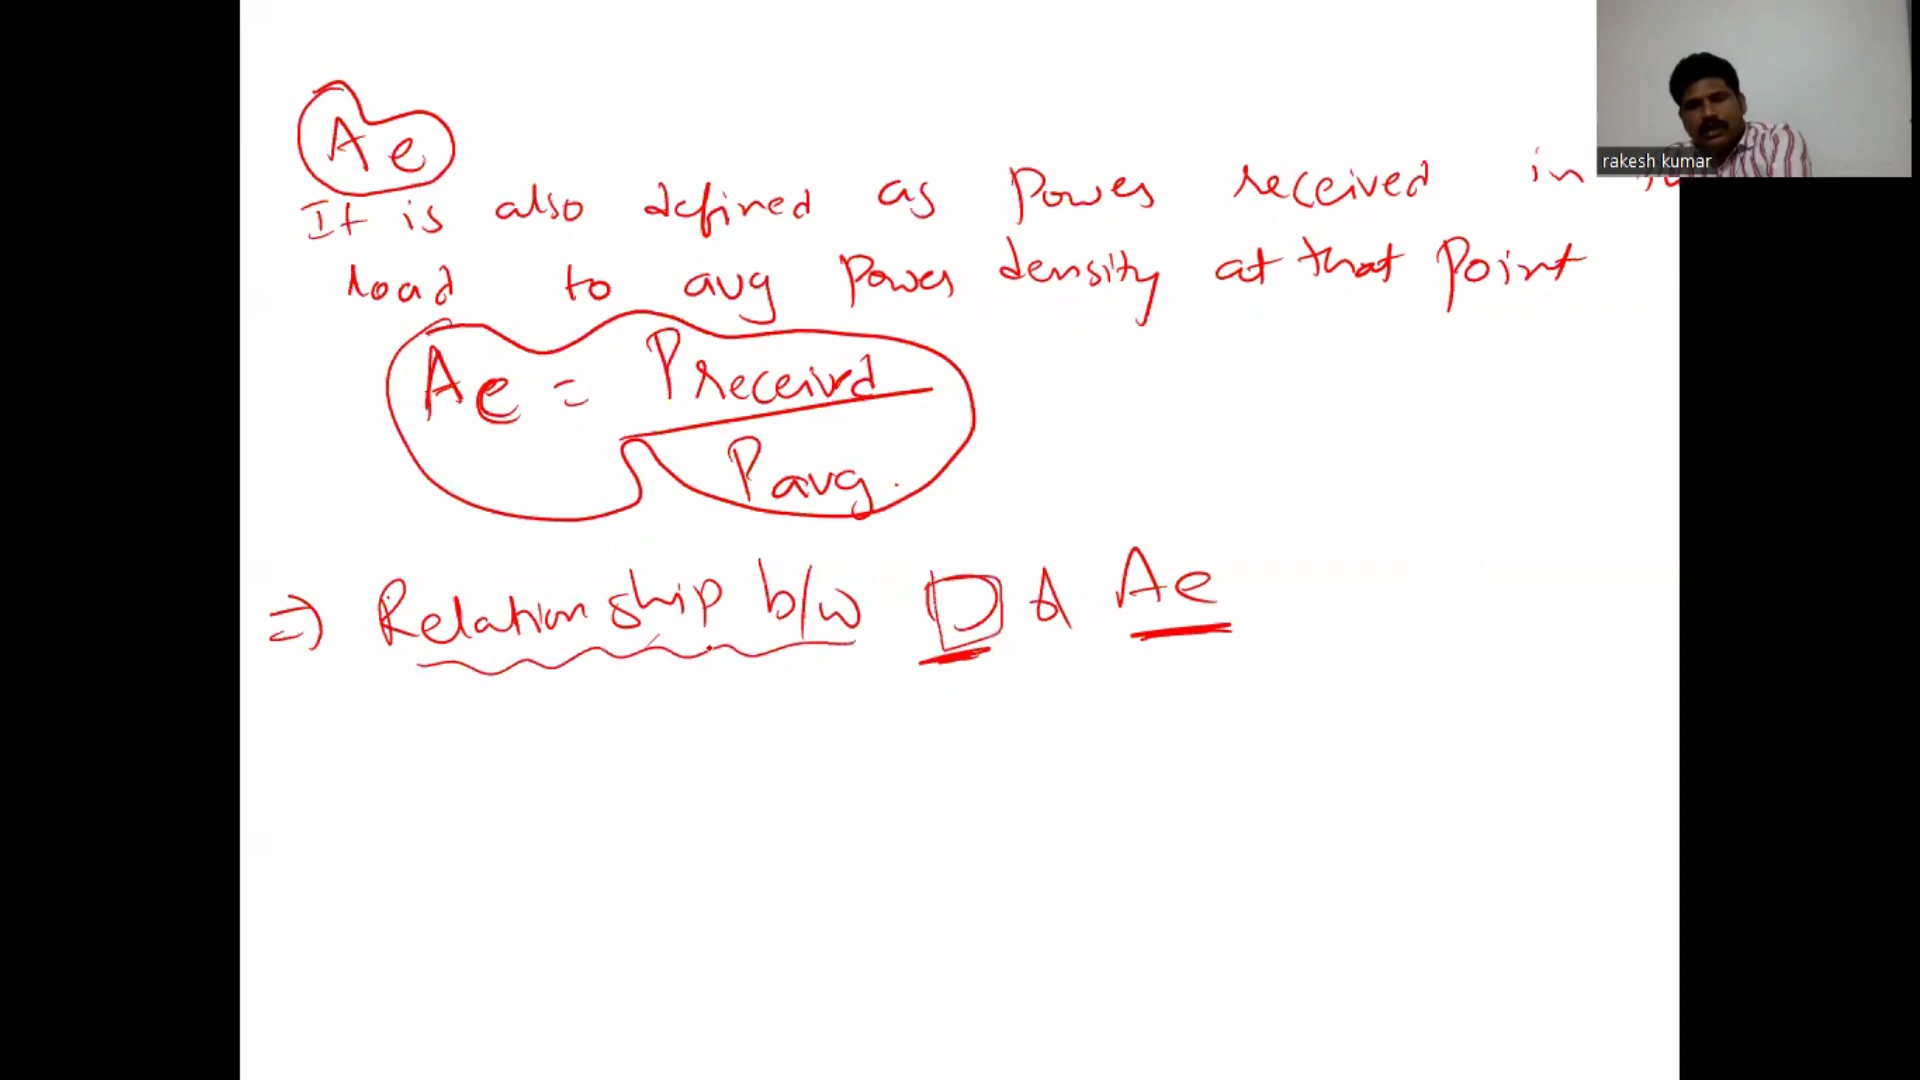 Ae
rakesh kumar
It is also defined as Power received in
load to avg Power density at that Point
Ae = Preceived
Pavg.
⇒ Relationship b/w D & Ae